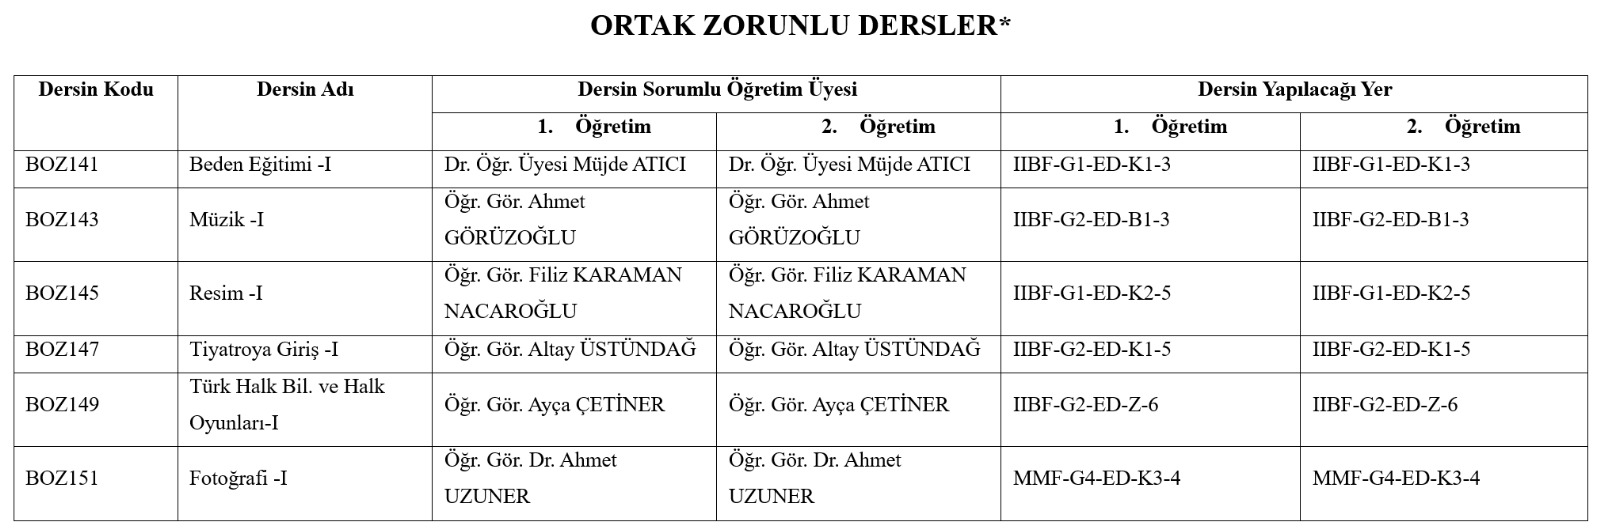 ORTAK ZORUNLU DERSLER*
Dersin Kodu Dersin Adı Dersin Sorumlu Öğretim Üyesi Dersin Yapılacağı Yer
1. Öğretim 2. Öğretim 1. Öğretim 2. Öğretim
BOZ141 Beden Eğitimi -I Dr. Öğr. Üyesi Müjde ATICI Dr. Öğr. Üyesi Müjde ATICI IIBF-G1-ED-K1-3 IIBF-G1-ED-K1-3
BOZ143 Müzik -I Öğr. Gör. Ahmet
GÖRÜZOĞLU Öğr. Gör. Ahmet
GÖRÜZOĞLU IIBF-G2-ED-B1-3 IIBF-G2-ED-B1-3
BOZ145 Resim -I Öğr. Gör. Filiz KARAMAN
NACAROĞLU Öğr. Gör. Filiz KARAMAN
NACAROĞLU IIBF-G1-ED-K2-5 IIBF-G1-ED-K2-5
BOZ147 Tiyatroya Giriş -I Öğr. Gör. Altay ÜSTÜNDAĞ Öğr. Gör. Altay ÜSTÜNDAĞ IIBF-G2-ED-K1-5 IIBF-G2-ED-K1-5
BOZ149 Türk Halk Bil. ve Halk
Oyunları-I Öğr. Gör. Ayça ÇETİNER Öğr. Gör. Ayça ÇETİNER IIBF-G2-ED-Z-6 IIBF-G2-ED-Z-6
BOZ151 Fotoğrafi -I Öğr. Gör. Dr. Ahmet
UZUNER Öğr. Gör. Dr. Ahmet
UZUNER MMF-G4-ED-K3-4 MMF-G4-ED-K3-4